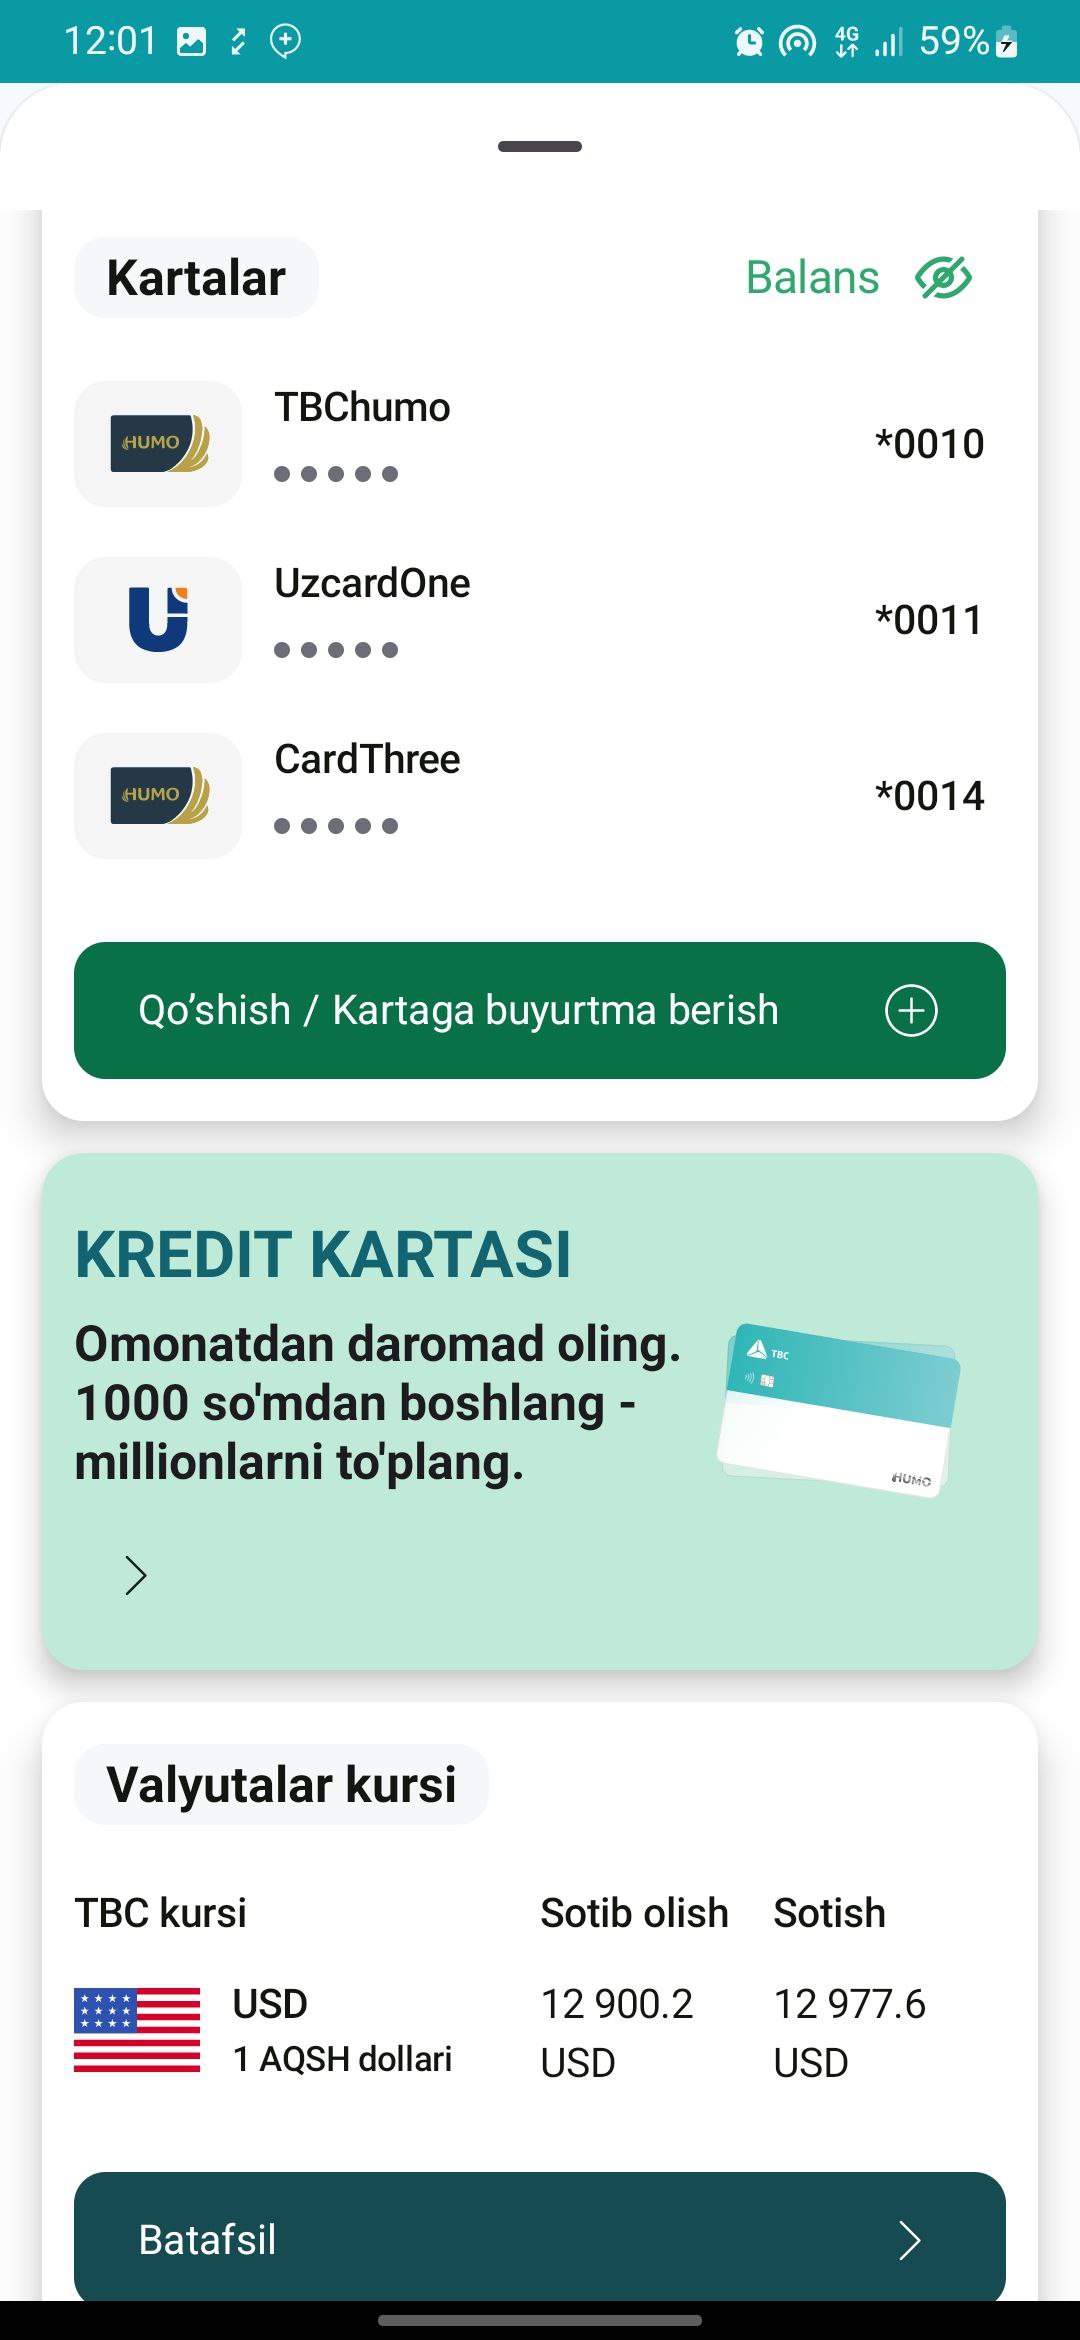 12:01
4G
59%
Kartalar
Balans
HUMO
TBChumo
*0010
UzcardOne
*0011
HUMO
CardThree
*0014
Qo’shish / Kartaga buyurtma berish
KREDIT KARTASI
Omonatdan daromad oling.
1000 so'mdan boshlang -
millionlarni to'plang.
TBC
HUMO
Valyutalar kursi
TBC kursi
Sotib olish
Sotish
USD
1 AQSH dollari
12 900.2
USD
12 977.6
USD
Batafsil